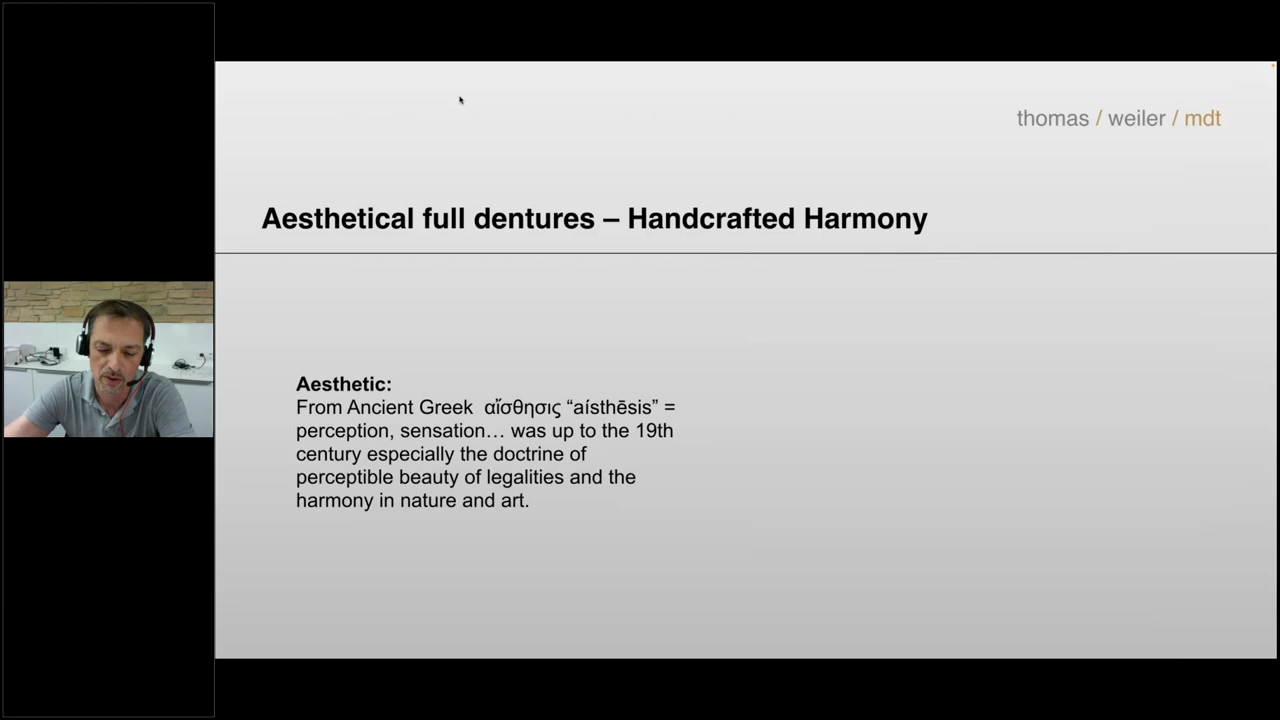 thomas / weiler / mdt
Aesthetical full dentures – Handcrafted Harmony
Aesthetic:
From Ancient Greek αἴσθησις “aísthēsis” =
perception, sensation… was up to the 19th
century especially the doctrine of
perceptible beauty of legalities and the
harmony in nature and art.